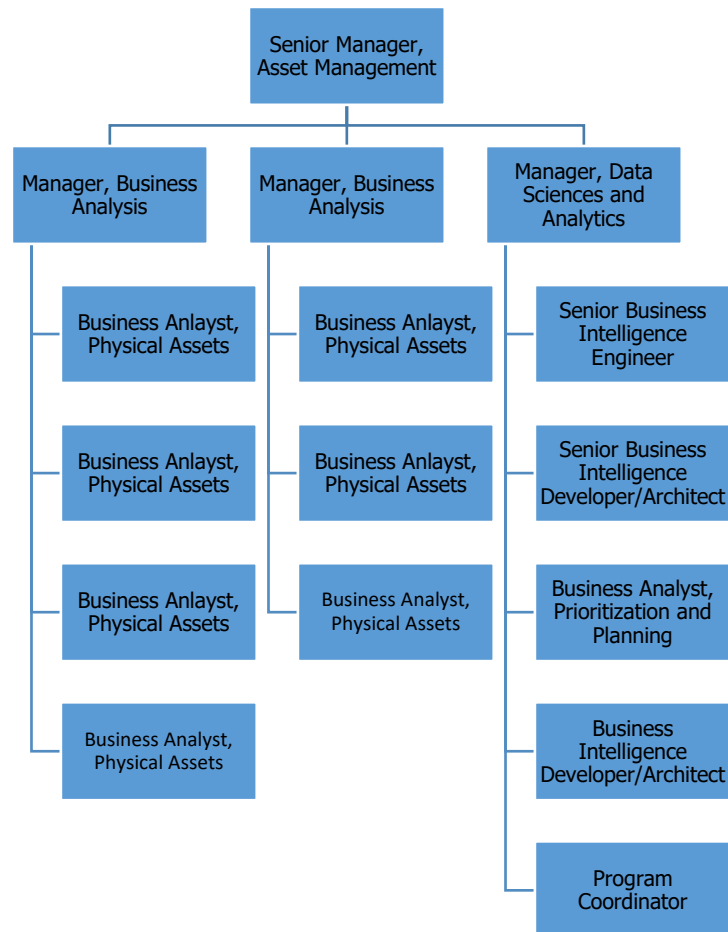 Senior Manager,
Asset Management
Manager, Business
Analysis
Manager, Business
Analysis
Manager, Data
Sciences and
Analytics
Business Anlayst,
Physical Assets
Business Anlayst,
Physical Assets
Business Anlayst,
Physical Assets
Business Analyst,
Physical Assets
Business Anlayst,
Physical Assets
Business Anlayst,
Physical Assets
Business Analyst,
Physical Assets
Senior Business
Intelligence
Engineer
Senior Business
Intelligence
Developer/Architect
Business Analyst,
Prioritization and
Planning
Business
Intelligence
Developer/Architect
Program
Coordinator